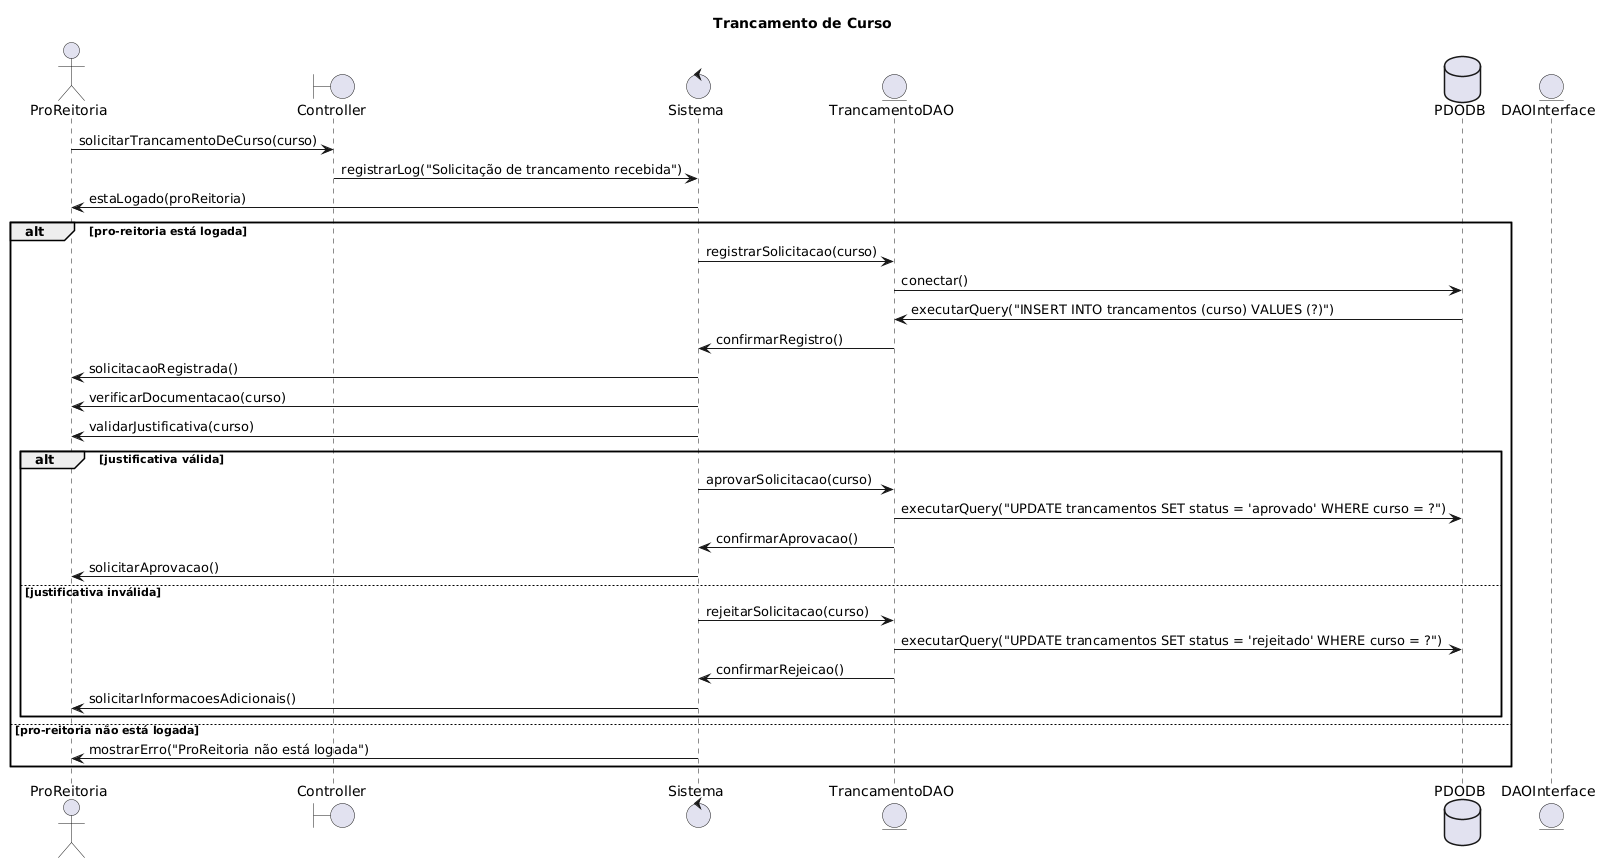 Trancamento de Curso
ProReitoria Controller Sistema TrancamentoDAO PDODB DAOInterface
solicitarTrancamentoDeCurso(curso)
registrarLog("Solicitação de trancamento recebida")
estaLogado(proReitoria)
alt [pro-reitoria está logada]
registrarSolicitacao(curso)
conectar()
executarQuery("INSERT INTO trancamentos (curso) VALUES (?)")
confirmarRegistro()
solicitacaoRegistrada()
verificarDocumentacao(curso)
validarJustificativa(curso)
alt [justificativa válida]
aprovarSolicitacao(curso)
executarQuery("UPDATE trancamentos SET status = 'aprovado' WHERE curso = ?")
confirmarAprovacao()
solicitarAprovacao()
[justificativa inválida]
rejeitarSolicitacao(curso)
executarQuery("UPDATE trancamentos SET status = 'rejeitado' WHERE curso = ?")
confirmarRejeicao()
solicitarInformacoesAdicionais()
[pro-reitoria não está logada]
mostrarErro("ProReitoria não está logada")
ProReitoria Controller Sistema TrancamentoDAO PDODB DAOInterface